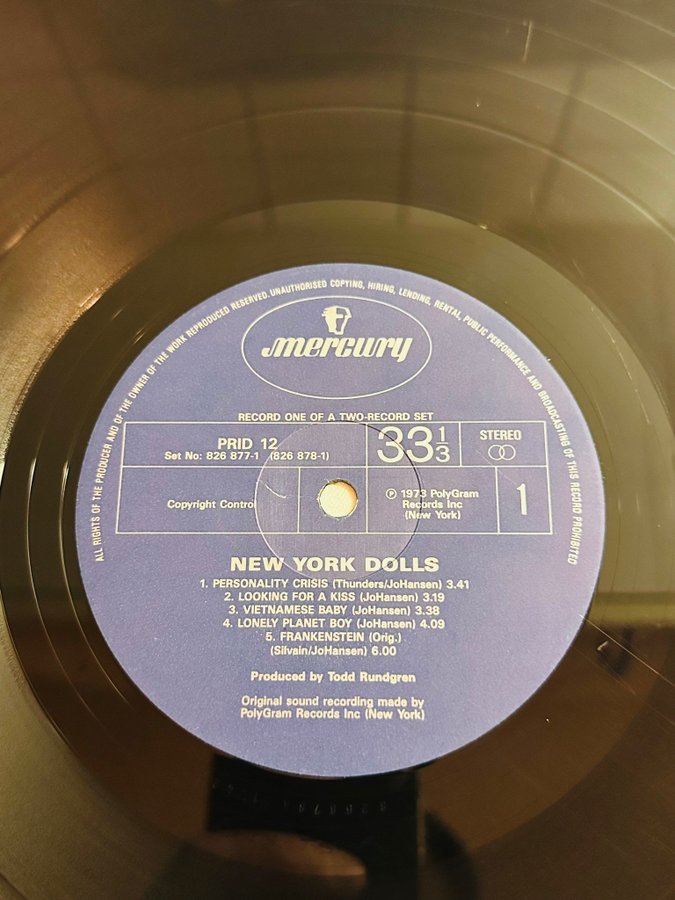 ALL RIGHTS OF THE PRODUCER AND OF THE OWNER OF THE WORK REPRODUCED RESERVED. UNAUTHORISED COPYING, HIRING, LENDING, RENTAL, PUBLIC PERFORMANCE AND BROADCASTING OF THIS RECORD PROHIBITED
mercury
RECORD ONE OF A TWO-RECORD SET
PRID 12
Set No: 826 877-1 (826 878-1)
33 1/3
STEREO
Copyright Control
Ⓟ 1973 PolyGram
Records Inc
(New York)
1
NEW YORK DOLLS
1. PERSONALITY CRISIS (Thunders/JoHansen) 3.41
2. LOOKING FOR A KISS (JoHansen) 3.19
3. VIETNAMESE BABY (JoHansen) 3.38
4. LONELY PLANET BOY (JoHansen) 4.09
5. FRANKENSTEIN (Orig.)
(Silvain/JoHansen) 6.00
Produced by Todd Rundgren
Original sound recording made by
PolyGram Records Inc (New York)